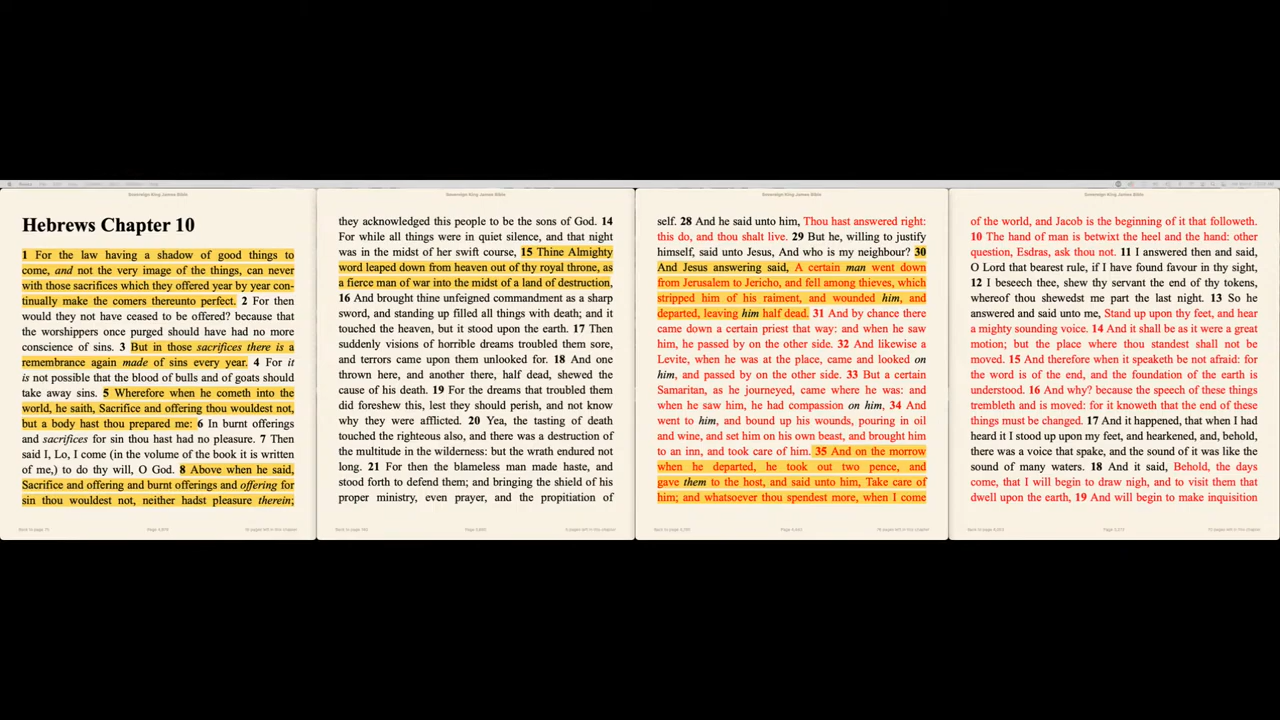 Sovereign King James Bible
Hebrews Chapter 10
1 For the law having a shadow of good things to
come, and not the very image of the things, can never
with those sacrifices which they offered year by year con-
tinually make the comers thereunto perfect. 2 For then
would they not have ceased to be offered? because that
the worshippers once purged should have had no more
conscience of sins. 3 But in those sacrifices there is a
remembrance again made of sins every year. 4 For it
is not possible that the blood of bulls and of goats should
take away sins. 5 Wherefore when he cometh into the
world, he saith, Sacrifice and offering thou wouldest not,
but a body hast thou prepared me: 6 In burnt offerings
and sacrifices for sin thou hast had no pleasure. 7 Then
said I, Lo, I come (in the volume of the book it is written
of me,) to do thy will, O God. 8 Above when he said,
Sacrifice and offering and burnt offerings and offering for
sin thou wouldest not, neither hadst pleasure therein;
Sovereign King James Bible
they acknowledged this people to be the sons of God. 14
For while all things were in quiet silence, and that night
was in the midst of her swift course, 15 Thine Almighty
word leaped down from heaven out of thy royal throne, as
a fierce man of war into the midst of a land of destruction,
16 And brought thine unfeigned commandment as a sharp
sword, and standing up filled all things with death; and it
touched the heaven, but it stood upon the earth. 17 Then
suddenly visions of horrible dreams troubled them sore,
and terrors came upon them unlooked for. 18 And one
thrown here, and another there, half dead, shewed the
cause of his death. 19 For the dreams that troubled them
did foreshew this, lest they should perish, and not know
why they were afflicted. 20 Yea, the tasting of death
touched the righteous also, and there was a destruction of
the multitude in the wilderness: but the wrath endured not
long. 21 For then the blameless man made haste, and
stood forth to defend them; and bringing the shield of his
proper ministry, even prayer, and the propitiation of
Sovereign King James Bible
self. 28 And he said unto him, Thou hast answered right:
this do, and thou shalt live. 29 But he, willing to justify
himself, said unto Jesus, And who is my neighbour? 30
And Jesus answering said, A certain man went down
from Jerusalem to Jericho, and fell among thieves, which
stripped him of his raiment, and wounded him, and
departed, leaving him half dead. 31 And by chance there
came down a certain priest that way: and when he saw
him, he passed by on the other side. 32 And likewise a
Levite, when he was at the place, came and looked on
him, and passed by on the other side. 33 But a certain
Samaritan, as he journeyed, came where he was: and
when he saw him, he had compassion on him, 34 And
went to him, and bound up his wounds, pouring in oil
and wine, and set him on his own beast, and brought him
to an inn, and took care of him. 35 And on the morrow
when he departed, he took out two pence, and
gave them to the host, and said unto him, Take care of
him; and whatsoever thou spendest more, when I come
Sovereign King James Bible
of the world, and Jacob is the beginning of it that followeth.
10 The hand of man is betwixt the heel and the hand: other
question, Esdras, ask thou not. 11 I answered then and said,
O Lord that bearest rule, if I have found favour in thy sight,
12 I beseech thee, shew thy servant the end of thy tokens,
whereof thou shewedst me part the last night. 13 So he
answered and said unto me, Stand up upon thy feet, and hear
a mighty sounding voice. 14 And it shall be as it were a great
motion; but the place where thou standest shall not be
moved. 15 And therefore when it speaketh be not afraid: for
the word is of the end, and the foundation of the earth is
understood. 16 And why? because the speech of these things
trembleth and is moved: for it knoweth that the end of these
things must be changed. 17 And it happened, that when I had
heard it I stood up upon my feet, and hearkened, and, behold,
there was a voice that spake, and the sound of it was like the
sound of many waters. 18 And it said, Behold, the days
come, that I will begin to draw nigh, and to visit them that
dwell upon the earth, 19 And will begin to make inquisition